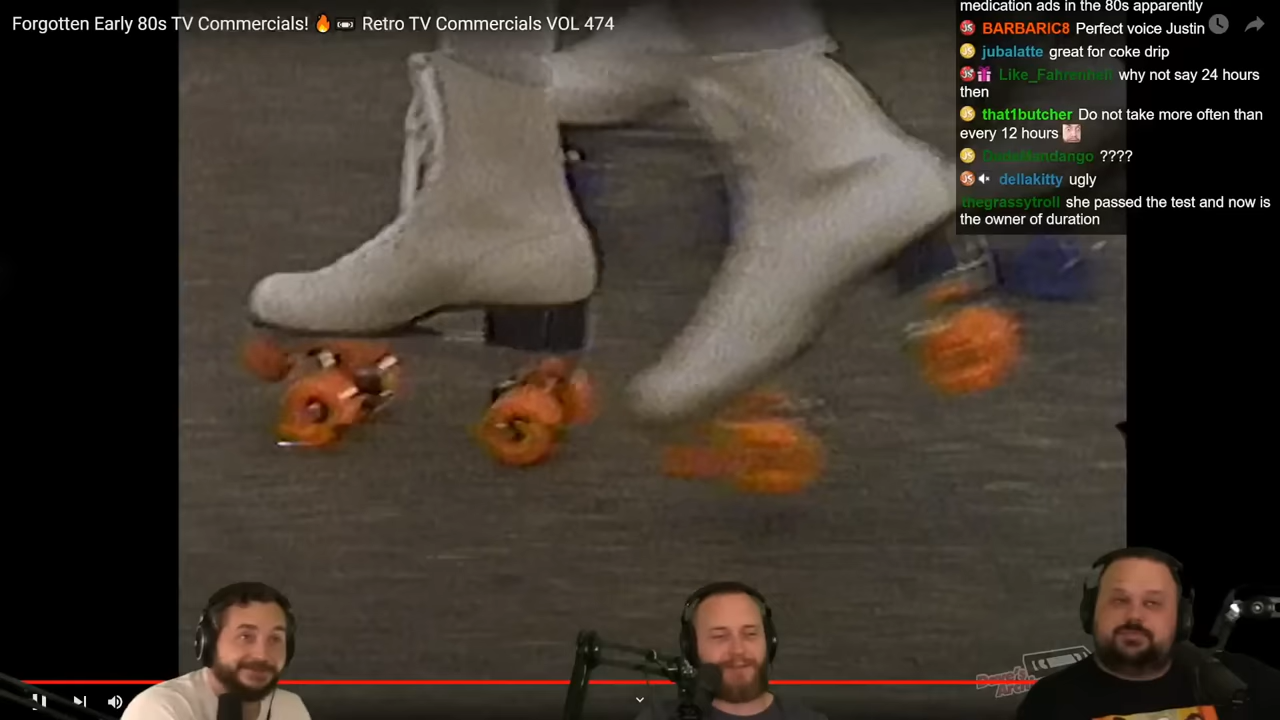 Forgotten Early 80s TV Commercials! 🔥📼 Retro TV Commercials VOL 474
medication ads in the 80s apparently
BARBARIC8 Perfect voice Justin
jubalatte great for coke drip
Like_Fahrenheit why not say 24 hours
then
that1butcher Do not take more often than
every 12 hours
????
dellakitty ugly
thegrassytroll she passed the test and now is
the owner of duration